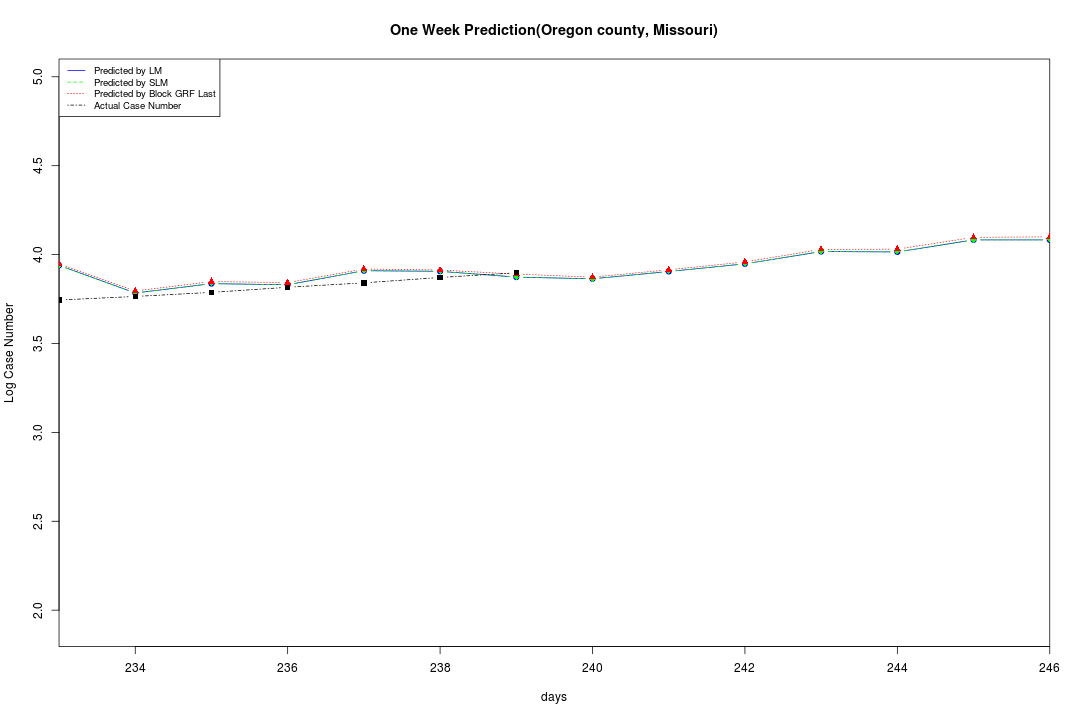 One Week Prediction(Oregon county, Missouri)
Predicted by LM
Predicted by SLM
Predicted by Block GRF Last
Actual Case Number
5.0
4.5
4.0
3.5
3.0
2.5
2.0
Log Case Number
234 236 238 240 242 244 246
days